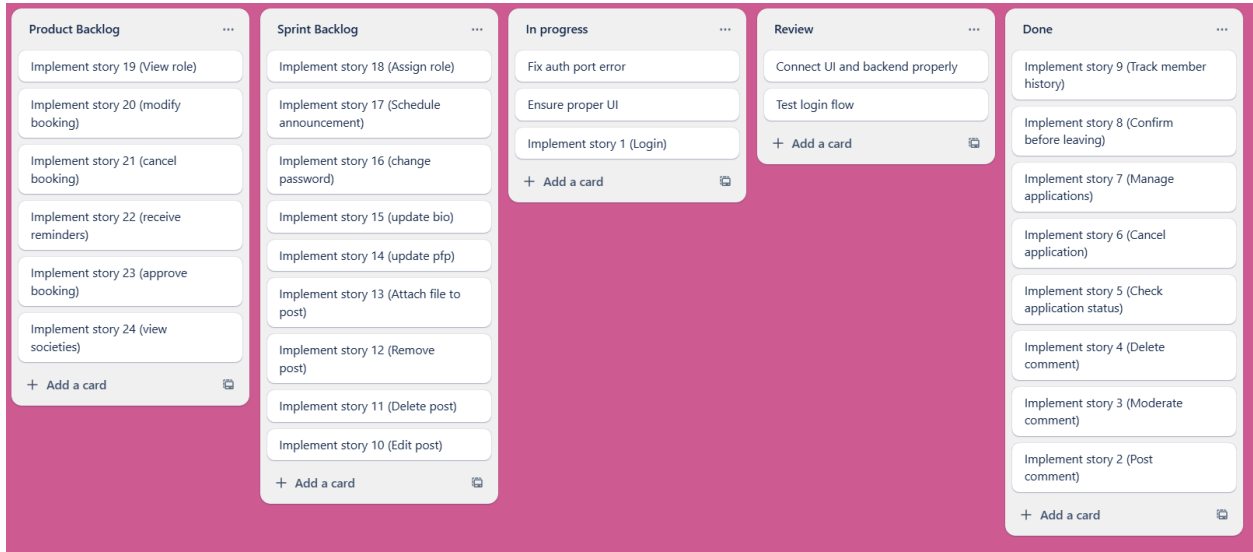 Product Backlog
Implement story 19 (View role)
Implement story 20 (modify
booking)
Implement story 21 (cancel
booking)
Implement story 22 (receive
reminders)
Implement story 23 (approve
booking)
Implement story 24 (view
societies)
+ Add a card
Sprint Backlog
Implement story 18 (Assign role)
Implement story 17 (Schedule
announcement)
Implement story 16 (change
password)
Implement story 15 (update bio)
Implement story 14 (update pfp)
Implement story 13 (Attach file to
post)
Implement story 12 (Remove
post)
Implement story 11 (Delete post)
Implement story 10 (Edit post)
+ Add a card
In progress
Fix auth port error
Ensure proper UI
Implement story 1 (Login)
+ Add a card
Review
Connect UI and backend properly
Test login flow
+ Add a card
Done
Implement story 9 (Track member
history)
Implement story 8 (Confirm
before leaving)
Implement story 7 (Manage
applications)
Implement story 6 (Cancel
application)
Implement story 5 (Check
application status)
Implement story 4 (Delete
comment)
Implement story 3 (Moderate
comment)
Implement story 2 (Post
comment)
+ Add a card